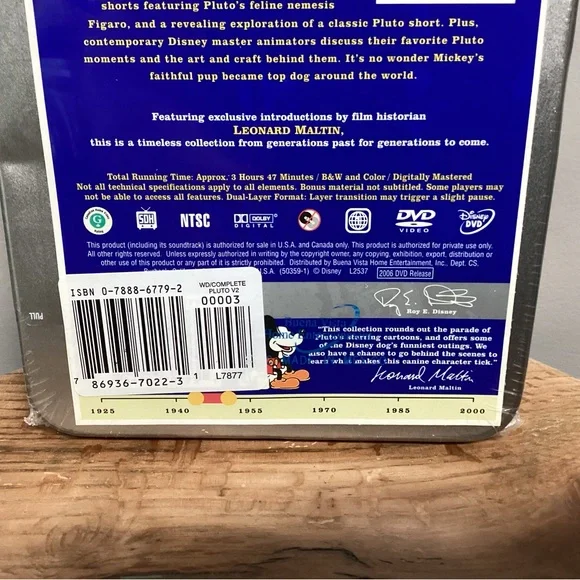 shorts featuring Pluto's feline nemesis
Figaro, and a revealing exploration of a classic Pluto short. Plus,
contemporary Disney master animators discuss their favorite Pluto
moments and the art and craft behind them. It's no wonder Mickey's
faithful pup became top dog around the world.
Featuring exclusive introductions by film historian
LEONARD MALTIN,
this is a timeless collection from generations past for generations to come.
Total Running Time: Approx. 3 Hours 47 Minutes / B&W and Color / Digitally Mastered
Not all technical specifications apply to all elements. Bonus material not subtitled. Some players may
not be able to access all features. Dual-Layer Format: Layer transition may trigger a slight pause.
G
SDH
NTSC
DOLBY
DIGITAL
DVD
VIDEO
Disney
DVD
This product (including its soundtrack) is authorized for sale in U.S.A. and Canada only. This product is authorized for private use only.
All other rights reserved. Unless expressly authorized in writing by the copyright owner, any copying, exhibition, export, distribution or
other use of this product or any part of it is strictly prohibited. Distributed by Buena Vista Home Entertainment, Inc., Dept. CS,
U.S.A. (50359-1) © Disney L2537 2006 DVD Release
ISBN 0-7888-6779-2
WD/COMPLETE
PLUTO V2
00003
7 86936-7022-3 1 L7877
PULL
Roy E. Disney
Roy E. Disney
"This collection rounds out the parade of
Pluto's starring cartoons, and offers some
of the Disney dog's funniest outings. We
also have a chance to go behind the scenes to
learn what makes this canine character tick."
Leonard Maltin
Leonard Maltin
1925 1940 1955 1970 1985 2000